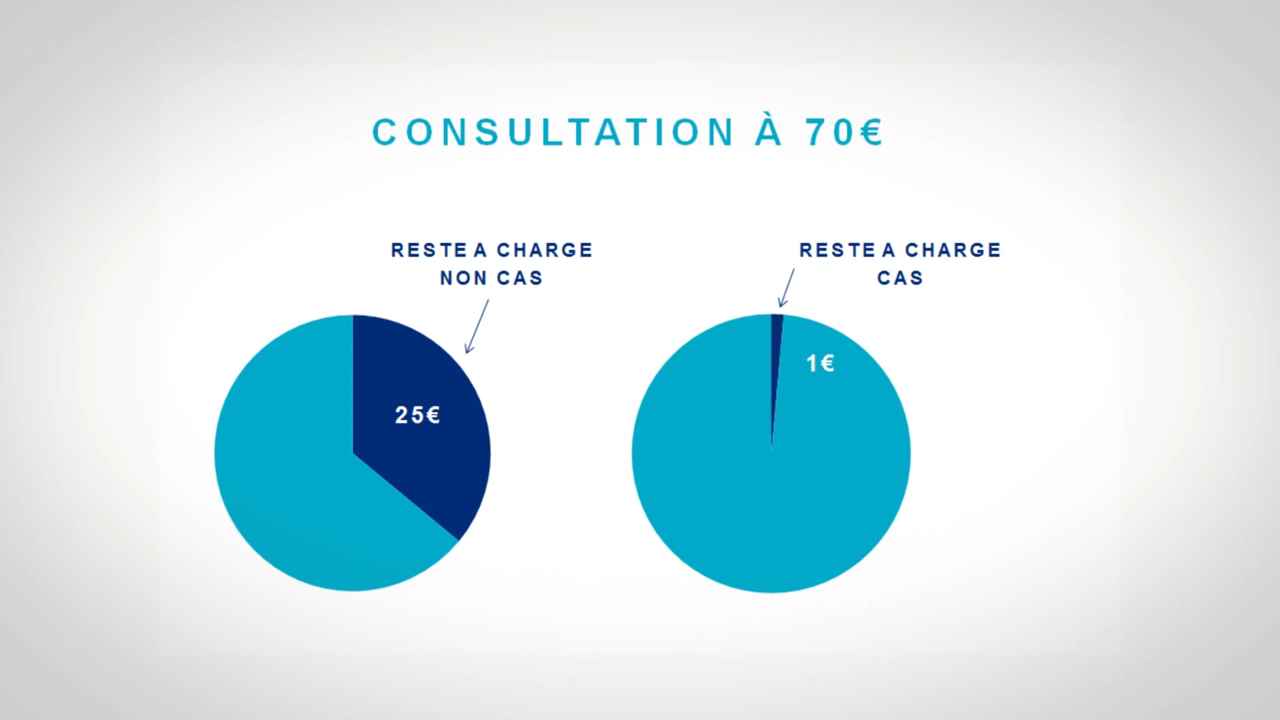 CONSULTATION À 70€
RESTE A CHARGE
NON CAS
RESTE A CHARGE
CAS
25€
1€